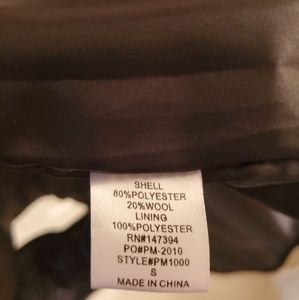 SHELL
80%POLYESTER
20%WOOL
LINING
100%POLYESTER
RN#147394
PO#PM-2010
STYLE#PM1000
S
MADE IN CHINA